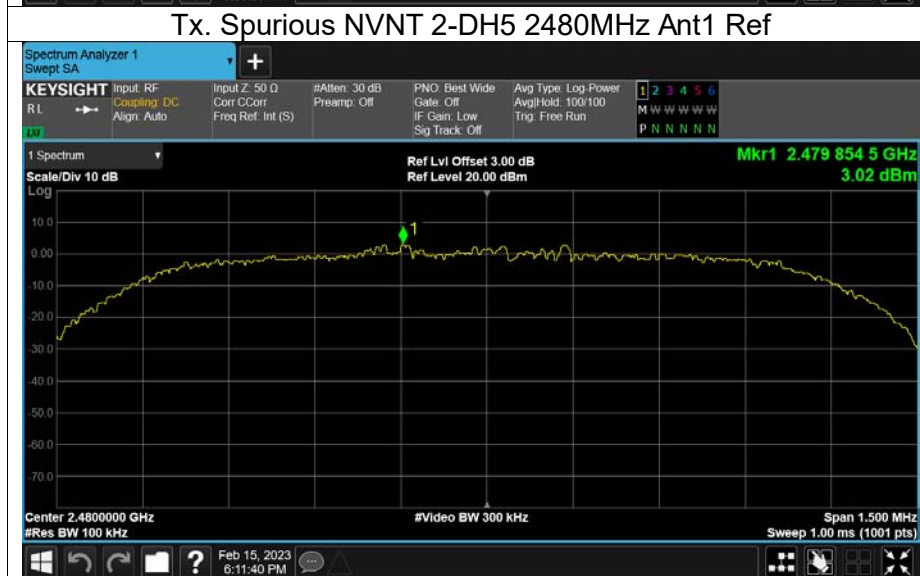 Tx. Spurious NVNT 2-DH5 2480MHz Ant1 Ref
Spectrum Analyzer 1
Swept SA
+
KEYSIGHT
RL
LXI
Input: RF
Coupling: DC
Align: Auto
Input Z: 50 Ω
Corr CCorr
Freq Ref: Int (S)
#Atten: 30 dB
Preamp: Off
PNO: Best Wide
Gate: Off
IF Gain: Low
Sig Track: Off
Avg Type: Log-Power
Avg|Hold: 100/100
Trig: Free Run
1 2 3 4 5 6
M W W W W W
P N N N N N
1 Spectrum
Scale/Div 10 dB
Ref Lvl Offset 3.00 dB
Ref Level 20.00 dBm
Mkr1 2.479 854 5 GHz
3.02 dBm
Log
1
10.0
0.00
-10.0
-20.0
-30.0
-40.0
-50.0
-60.0
-70.0
Center 2.4800000 GHz
#Res BW 100 kHz
#Video BW 300 kHz
Span 1.500 MHz
Sweep 1.00 ms (1001 pts)
?
Feb 15, 2023
6:11:40 PM